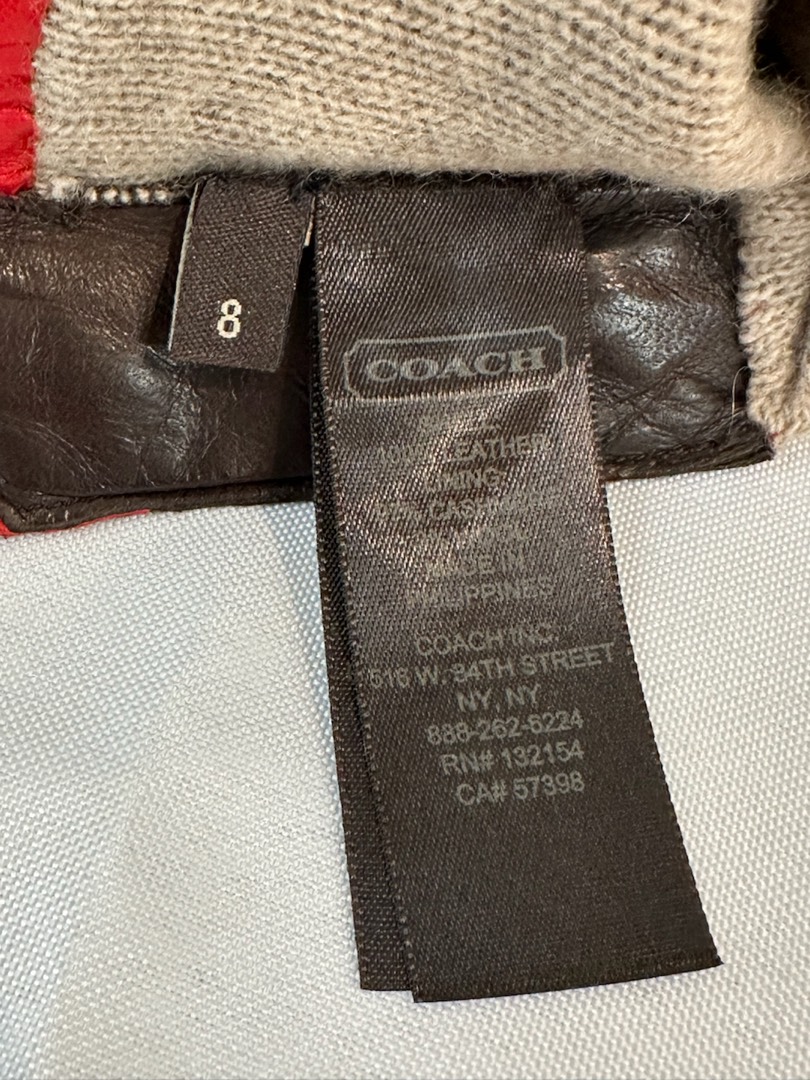 8
COACH
LEATHER
MADE IN
PHILIPPINES
COACH INC.
516 W. 34TH STREET
NY, NY
888-262-6224
RN# 132154
CA# 57398